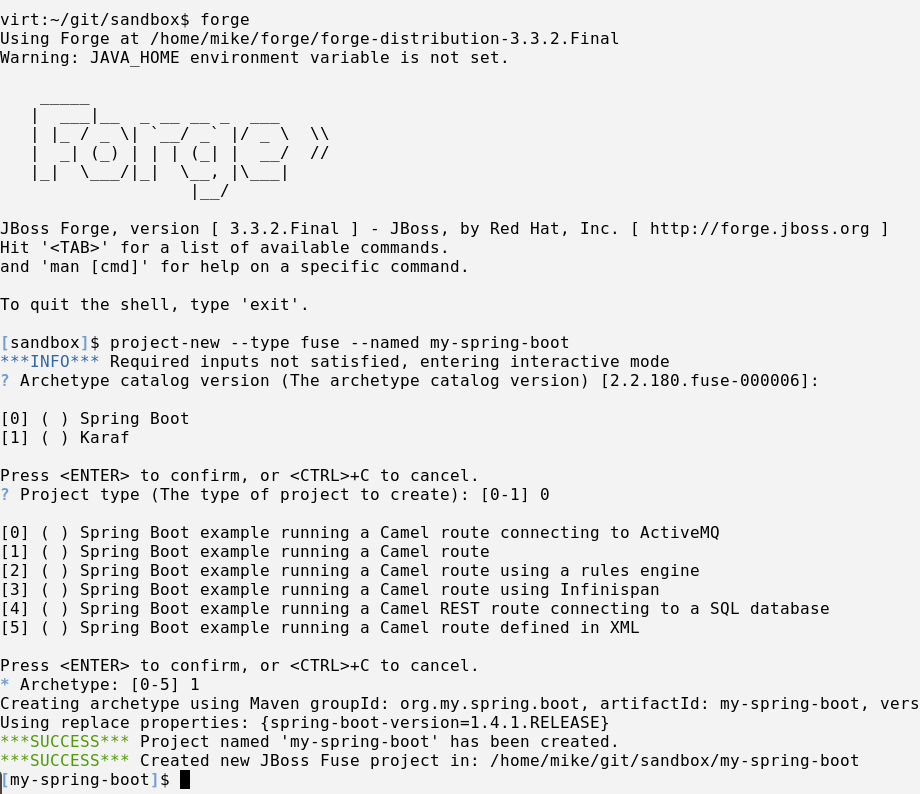 virt:~/git/sandbox$ forge
Using Forge at /home/mike/forge/forge-distribution-3.3.2.Final
Warning: JAVA_HOME environment variable is not set.
    _____
   |  ___|__  _ __ __ _  ___
   | |_ / _ \| `__/ _` |/ _ \  \\
   |  _| (_) | | | (_| |  __/  //
   |_|  \___/|_|  \__, |\___|
                   |__/
JBoss Forge, version [ 3.3.2.Final ] - JBoss, by Red Hat, Inc. [ http://forge.jboss.org ]
Hit '<TAB>' for a list of available commands.
and 'man [cmd]' for help on a specific command.
To quit the shell, type 'exit'.
[sandbox]$ project-new --type fuse --named my-spring-boot
***INFO*** Required inputs not satisfied, entering interactive mode
? Archetype catalog version (The archetype catalog version) [2.2.180.fuse-000006]:
[0] ( ) Spring Boot
[1] ( ) Karaf
Press <ENTER> to confirm, or <CTRL>+C to cancel.
? Project type (The type of project to create): [0-1] 0
[0] ( ) Spring Boot example running a Camel route connecting to ActiveMQ
[1] ( ) Spring Boot example running a Camel route
[2] ( ) Spring Boot example running a Camel route using a rules engine
[3] ( ) Spring Boot example running a Camel route using Infinispan
[4] ( ) Spring Boot example running a Camel REST route connecting to a SQL database
[5] ( ) Spring Boot example running a Camel route defined in XML
Press <ENTER> to confirm, or <CTRL>+C to cancel.
* Archetype: [0-5] 1
Creating archetype using Maven groupId: org.my.spring.boot, artifactId: my-spring-boot, vers
Using replace properties: {spring-boot-version=1.4.1.RELEASE}
***SUCCESS*** Project named 'my-spring-boot' has been created.
***SUCCESS*** Created new JBoss Fuse project in: /home/mike/git/sandbox/my-spring-boot
[my-spring-boot]$